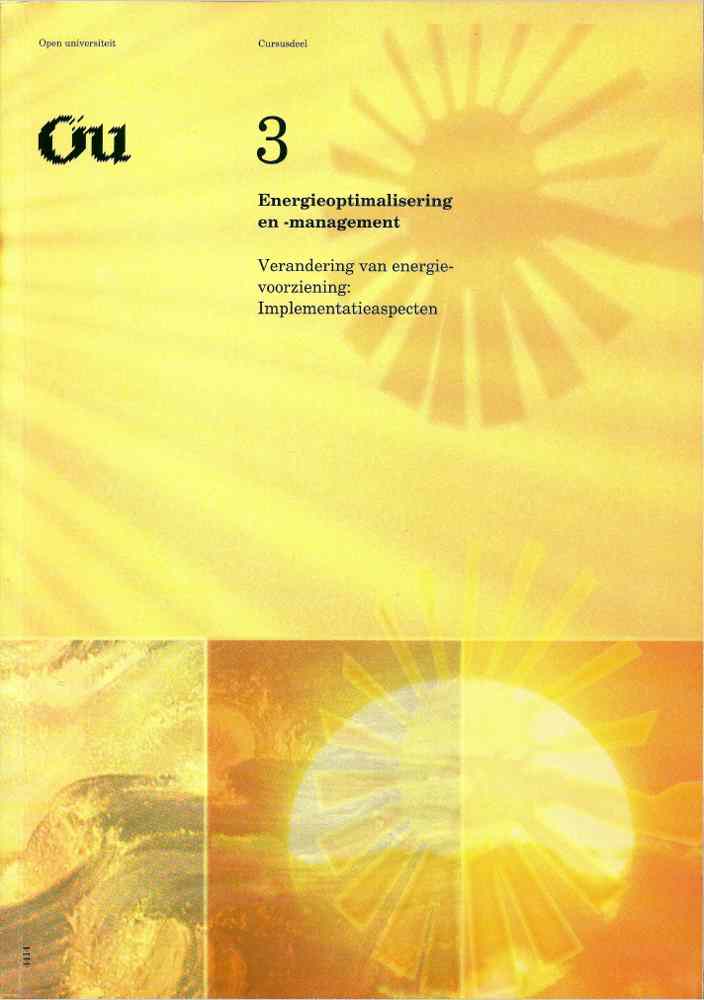 Open universiteit
Cursusdeel
Ou
3
Energieoptimalisering
en -management
Verandering van energie-
voorziening:
Implementatieaspecten